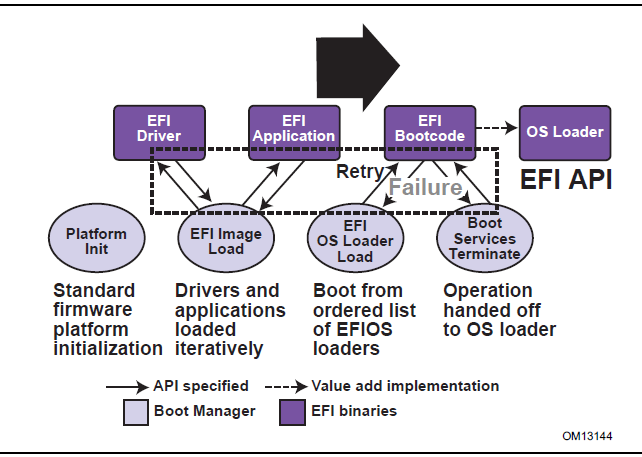 EFI
Driver
EFI
Application
EFI
Bootcode
OS Loader
Retry
Failure
EFI API
Platform
Init
EFI Image
Load
EFI
OS Loader
Load
Boot
Services
Terminate
Standard
firmware
platform
initialization
Drivers and
applications
loaded
iteratively
Boot from
ordered list
of EFIOS
loaders
Operation
handed off
to OS loader
API specified
Value add implementation
Boot Manager
EFI binaries
OM13144